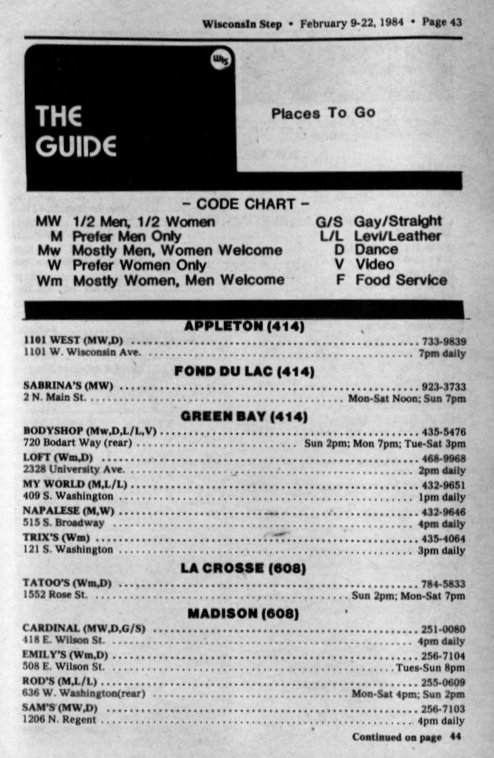 WisconsIn Step • February 9-22, 1984 • Page 43
WIS
THE
GUIDE
Places To Go
– CODE CHART –
MW 1/2 Men, 1/2 Women G/S Gay/Straight
M Prefer Men Only L/L Levi/Leather
Mw Mostly Men, Women Welcome D Dance
W Prefer Women Only V Video
Wm Mostly Women, Men Welcome F Food Service
APPLETON (414)
1101 WEST (MW,D) 733-9839
1101 W. Wisconsin Ave. 7pm daily
FOND DU LAC (414)
SABRINA'S (MW) 923-3733
2 N. Main St. Mon-Sat Noon; Sun 7pm
GREEN BAY (414)
BODYSHOP (Mw,D,L/L,V) 435-5476
720 Bodart Way (rear) Sun 2pm; Mon 7pm; Tue-Sat 3pm
LOFT (Wm,D) 468-9968
2328 University Ave. 2pm daily
MY WORLD (M,L/L) 432-9651
409 S. Washington 1pm daily
NAPALESE (M,W) 432-9646
515 S. Broadway 4pm daily
TRIX'S (Wm) 435-4064
121 S. Washington 3pm daily
LA CROSSE (608)
TATOO'S (Wm,D) 784-5833
1552 Rose St. Sun 2pm; Mon-Sat 7pm
MADISON (608)
CARDINAL (MW,D,G/S) 251-0080
418 E. Wilson St. 4pm daily
EMILY'S (Wm,D) 256-7104
508 E. Wilson St. Tues-Sun 8pm
ROD'S (M,L/L) 255-0609
636 W. Washington(rear) Mon-Sat 4pm; Sun 2pm
SAM'S (MW,D) 256-7103
1206 N. Regent 4pm daily
Continued on page 44